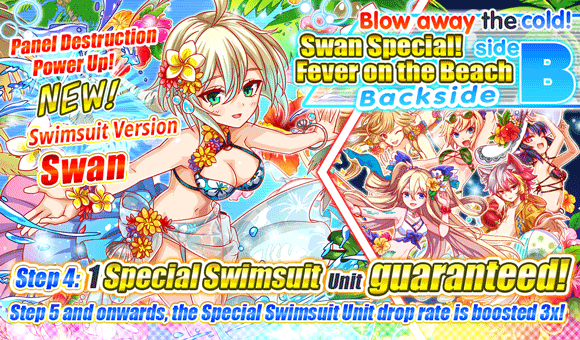 Blow away the cold!
Swan Special!
Fever on the Beach
side
B
Backside
Panel Destruction
Power Up!
NEW!
Swimsuit Version
Swan
Step 4: 1 Special Swimsuit Unit guaranteed!
Step 5 and onwards, the Special Swimsuit Unit drop rate is boosted 3x!